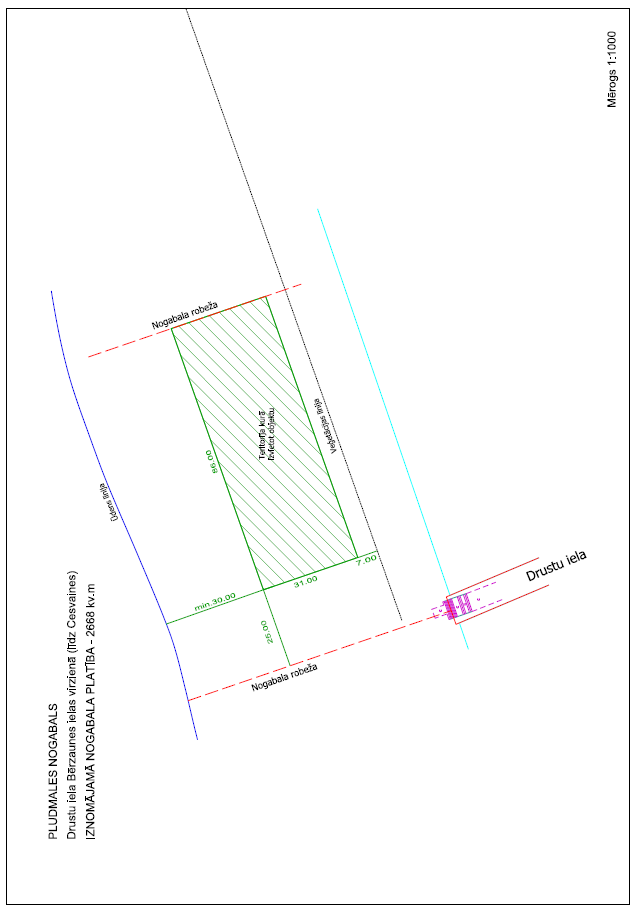 PLUDMALES NOGABALS
Drustu iela Bērzaunes ielas virzienā (līdz Cesvaines)
IZNOMĀJAMĀ NOGABALA PLATĪBA - 2668 kv.m
Mērogs 1:1000
Nogabala robeža
Teritorija kurā
izvietot objektu
Veģetācijas līnija
Ūdens līnija
86.00
min.30.00
31.00
7.00
25.00
Nogabala robeža
Drustu iela